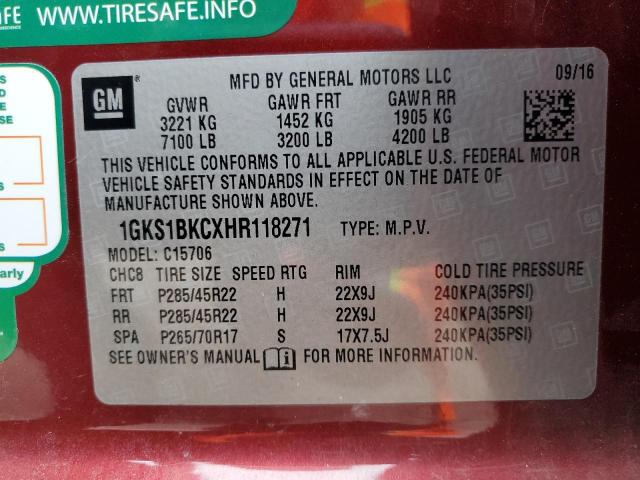 AFE WWW.TIRESAFE.INFO
S
D
SE
early
GM
MFD BY GENERAL MOTORS LLC 09/16
GVWR GAWR FRT GAWR RR
3221 KG 1452 KG 1905 KG
7100 LB 3200 LB 4200 LB
THIS VEHICLE CONFORMS TO ALL APPLICABLE U.S. FEDERAL MOTOR
VEHICLE SAFETY STANDARDS IN EFFECT ON THE DATE OF
MANUFACTURE SHOWN ABOVE.
1GKS1BKCXHR118271 TYPE: M.P.V.
MODEL: C15706
CHC8 TIRE SIZE SPEED RTG RIM COLD TIRE PRESSURE
FRT P285/45R22 H 22X9J 240KPA(35PSI)
RR P285/45R22 H 22X9J 240KPA(35PSI)
SPA P265/70R17 S 17X7.5J 240KPA(35PSI)
SEE OWNER'S MANUAL FOR MORE INFORMATION.